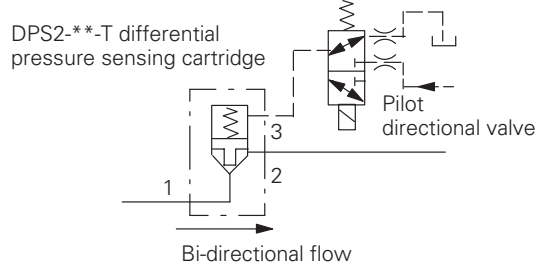 DPS2-**-T differential
pressure sensing cartridge
Pilot
directional valve
3
2
1
Bi-directional flow